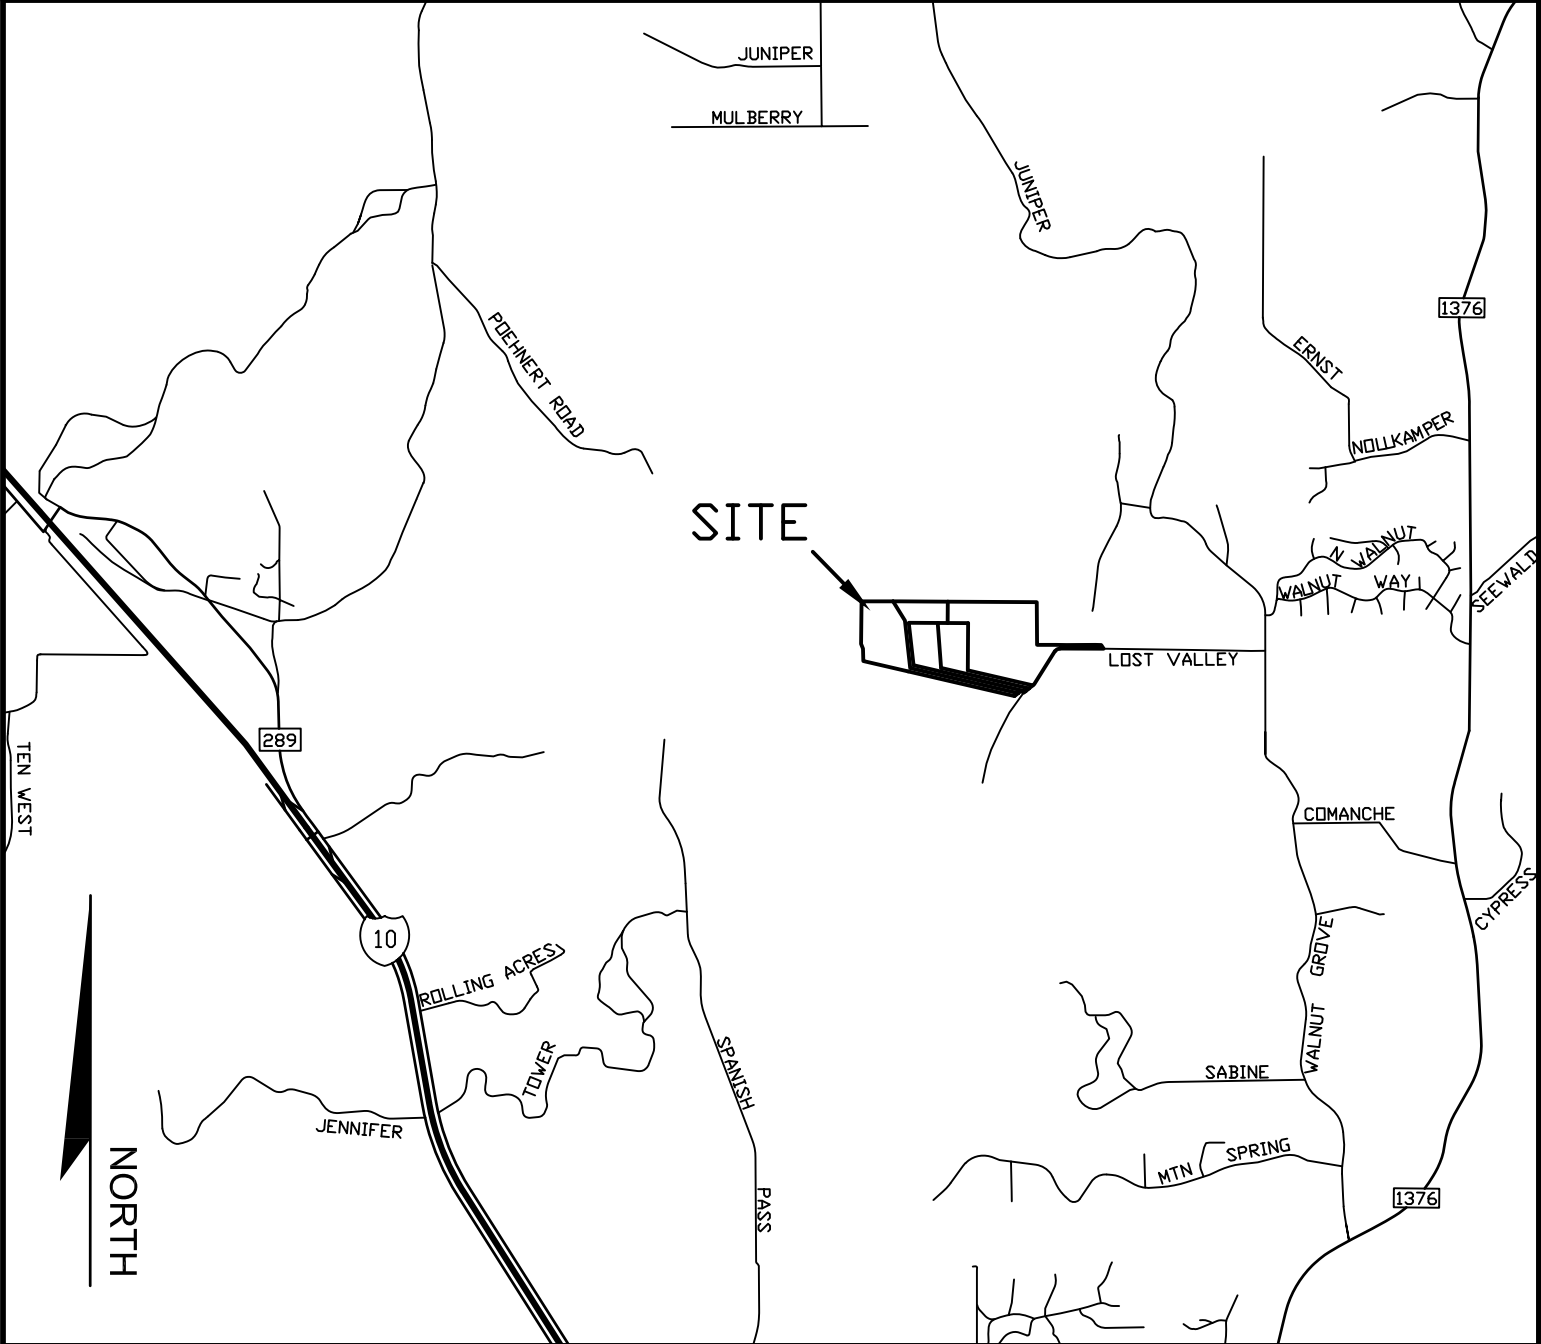 JUNIPER
MULBERRY
JUNIPER
1376
POEHNERT ROAD
ERNST
NOLLKAMPER
SITE
N WALNUT
WALNUT WAY
SEEWALD
LOST VALLEY
289
TEN WEST
COMANCHE
CYPRESS
10
WALNUT GROVE
ROLLING ACRES
TOWER
SPANISH PASS
SABINE
JENNIFER
MTN SPRING
1376
NORTH